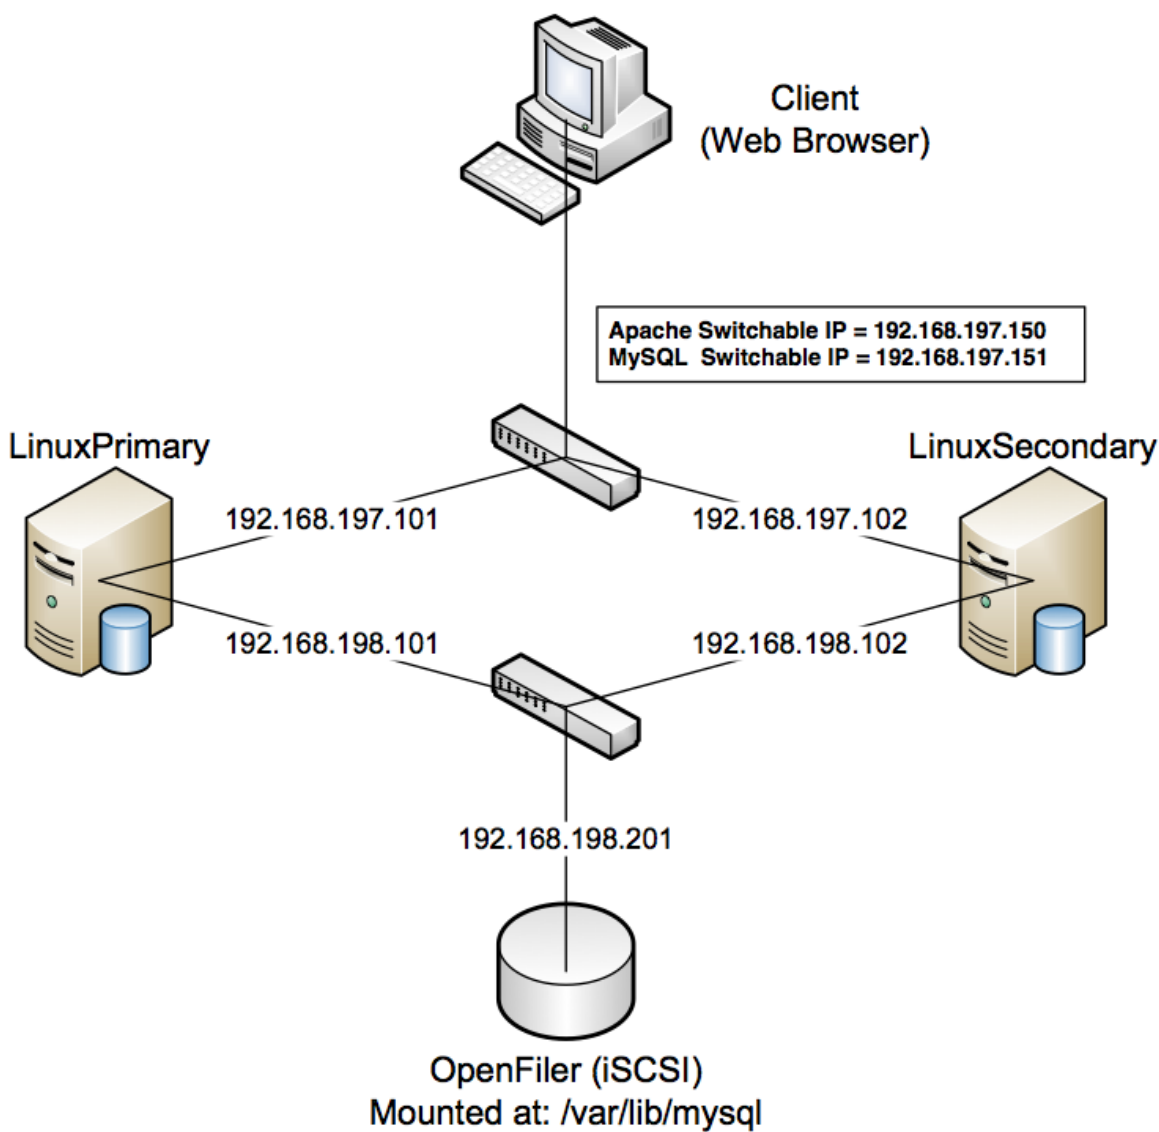 Client
(Web Browser)
Apache Switchable IP = 192.168.197.150
MySQL  Switchable IP = 192.168.197.151
LinuxPrimary
LinuxSecondary
192.168.197.101
192.168.197.102
192.168.198.101
192.168.198.102
192.168.198.201
OpenFiler (iSCSI)
Mounted at: /var/lib/mysql